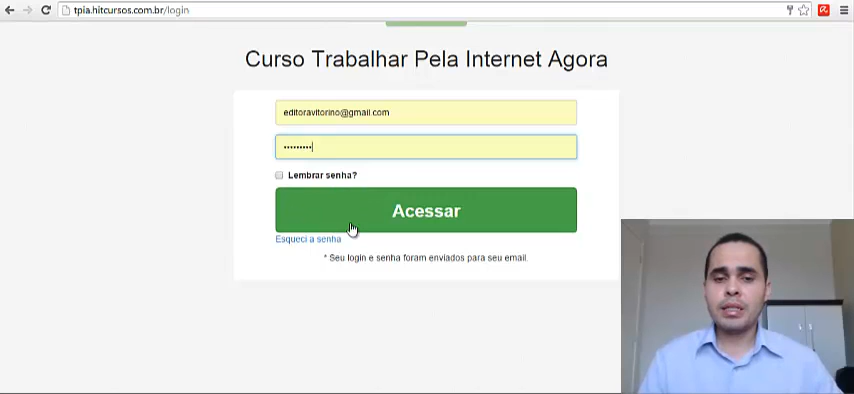 tpia.hitcursos.com.br/login
Curso Trabalhar Pela Internet Agora
editoravitorino@gmail.com
•••••••••
Lembrar senha?
Acessar
Esqueci a senha
* Seu login e senha foram enviados para seu email.